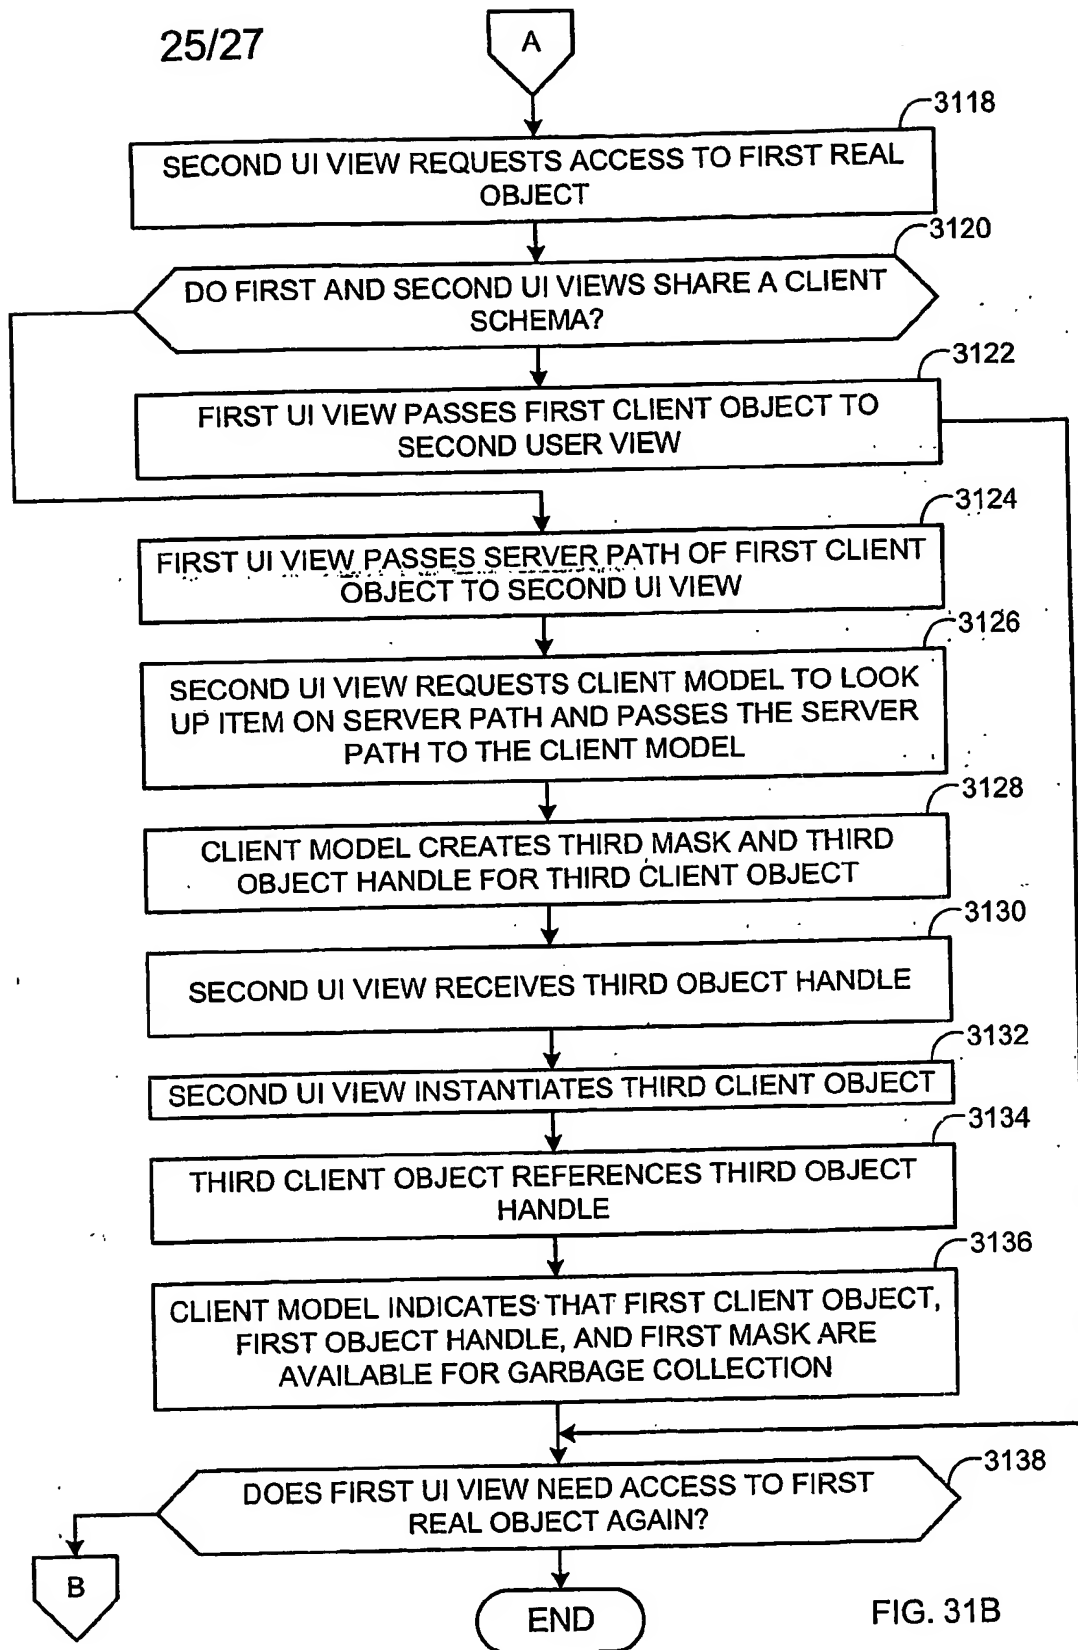 25/27
A
3118
SECOND UI VIEW REQUESTS ACCESS TO FIRST REAL
OBJECT
3120
DO FIRST AND SECOND UI VIEWS SHARE A CLIENT
SCHEMA?
3122
FIRST UI VIEW PASSES FIRST CLIENT OBJECT TO
SECOND USER VIEW
3124
FIRST UI VIEW PASSES SERVER PATH OF FIRST CLIENT
OBJECT TO SECOND UI VIEW
3126
SECOND UI VIEW REQUESTS CLIENT MODEL TO LOOK
UP ITEM ON SERVER PATH AND PASSES THE SERVER
PATH TO THE CLIENT MODEL
3128
CLIENT MODEL CREATES THIRD MASK AND THIRD
OBJECT HANDLE FOR THIRD CLIENT OBJECT
3130
SECOND UI VIEW RECEIVES THIRD OBJECT HANDLE
3132
SECOND UI VIEW INSTANTIATES THIRD CLIENT OBJECT
3134
THIRD CLIENT OBJECT REFERENCES THIRD OBJECT
HANDLE
3136
CLIENT MODEL INDICATES THAT FIRST CLIENT OBJECT,
FIRST OBJECT HANDLE, AND FIRST MASK ARE
AVAILABLE FOR GARBAGE COLLECTION
3138
DOES FIRST UI VIEW NEED ACCESS TO FIRST
REAL OBJECT AGAIN?
B
END
FIG. 31B